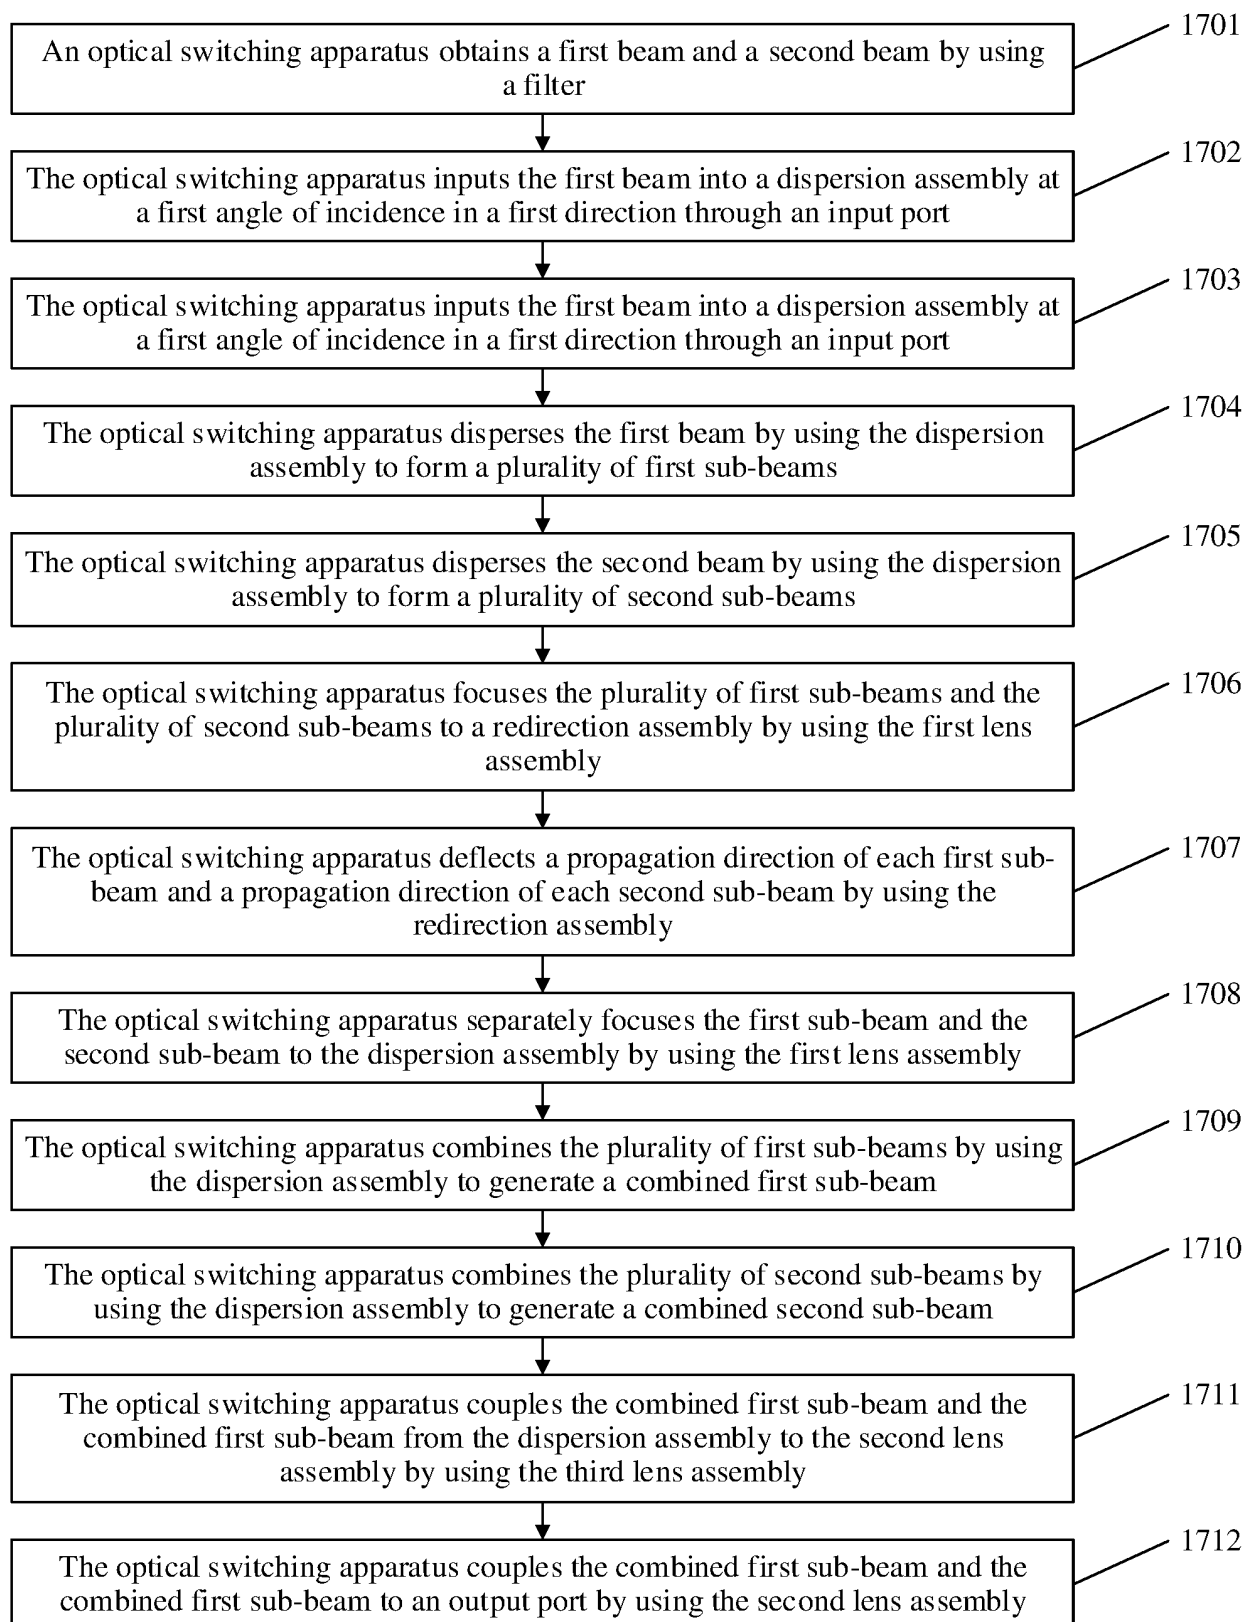 1701
An optical switching apparatus obtains a first beam and a second beam by using
a filter
1702
The optical switching apparatus inputs the first beam into a dispersion assembly at
a first angle of incidence in a first direction through an input port
1703
The optical switching apparatus inputs the first beam into a dispersion assembly at
a first angle of incidence in a first direction through an input port
1704
The optical switching apparatus disperses the first beam by using the dispersion
assembly to form a plurality of first sub-beams
1705
The optical switching apparatus disperses the second beam by using the dispersion
assembly to form a plurality of second sub-beams
1706
The optical switching apparatus focuses the plurality of first sub-beams and the
plurality of second sub-beams to a redirection assembly by using the first lens
assembly
1707
The optical switching apparatus deflects a propagation direction of each first sub-
beam and a propagation direction of each second sub-beam by using the
redirection assembly
1708
The optical switching apparatus separately focuses the first sub-beam and the
second sub-beam to the dispersion assembly by using the first lens assembly
1709
The optical switching apparatus combines the plurality of first sub-beams by using
the dispersion assembly to generate a combined first sub-beam
1710
The optical switching apparatus combines the plurality of second sub-beams by
using the dispersion assembly to generate a combined second sub-beam
1711
The optical switching apparatus couples the combined first sub-beam and the
combined first sub-beam from the dispersion assembly to the second lens
assembly by using the third lens assembly
1712
The optical switching apparatus couples the combined first sub-beam and the
combined first sub-beam to an output port by using the second lens assembly